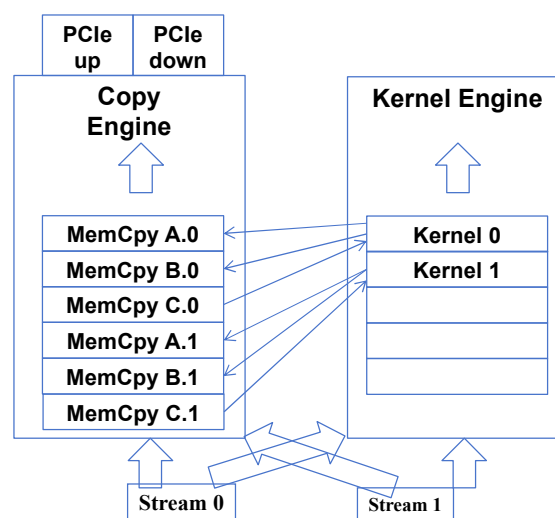 PCIe
up
PCIe
down
Copy
Engine
MemCpy A.0
MemCpy B.0
MemCpy C.0
MemCpy A.1
MemCpy B.1
MemCpy C.1
Kernel Engine
Kernel 0
Kernel 1
Stream 0
Stream 1